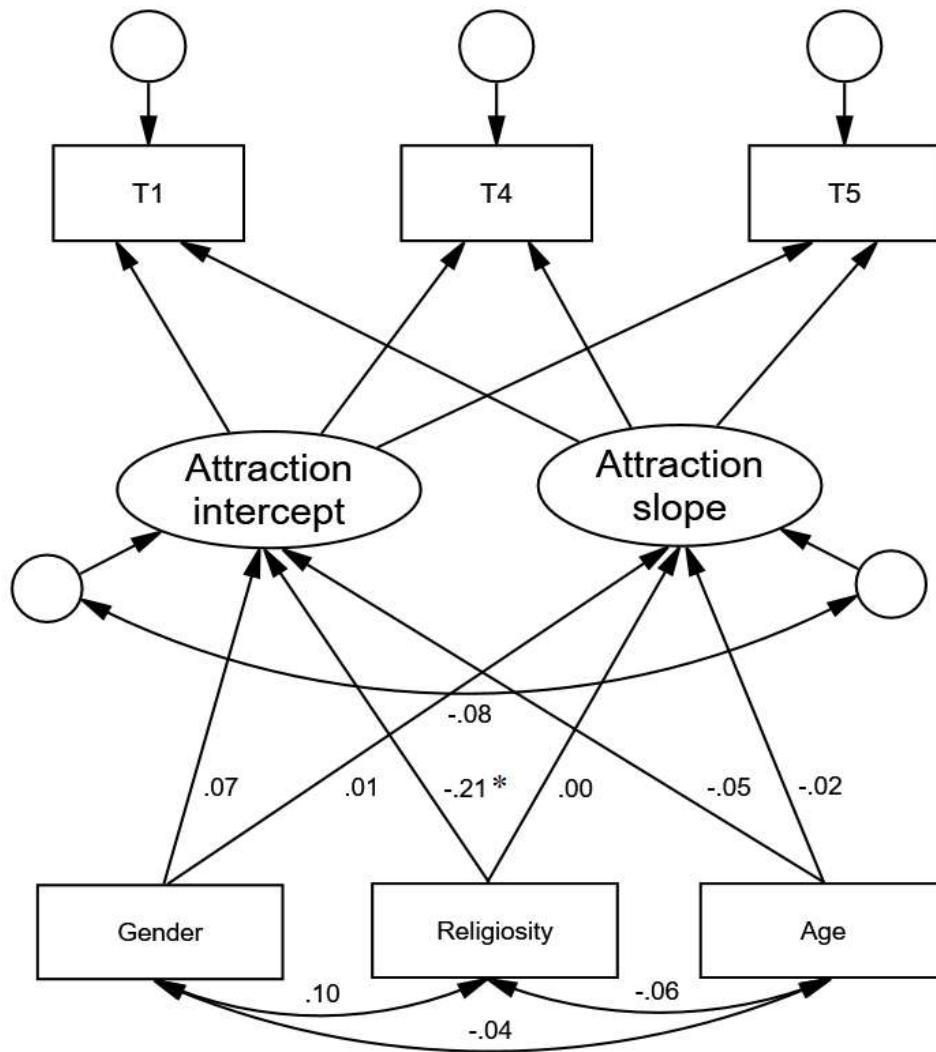 T1
T4
T5
Attraction
intercept
Attraction
slope
-.08
.07
.01
-.21*
.00
-.05
-.02
Gender
Religiosity
Age
.10
-.06
-.04